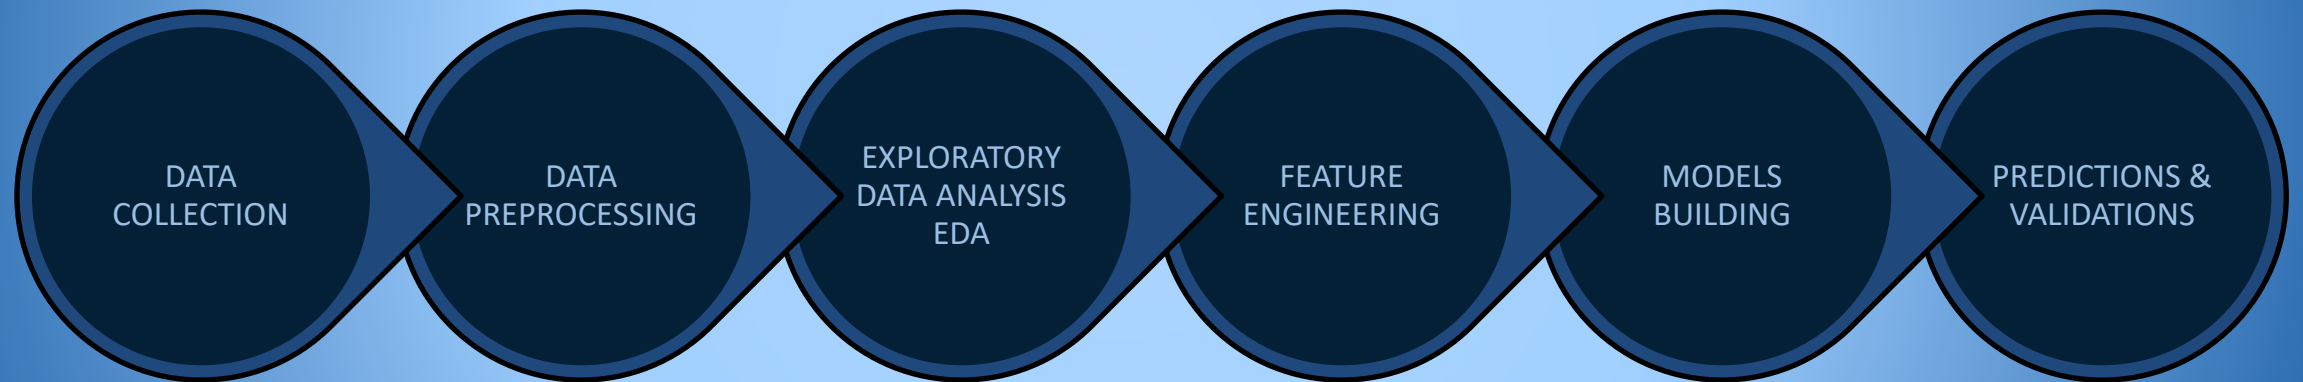 DATA
COLLECTION
DATA
PREPROCESSING
EXPLORATORY
DATA ANALYSIS
EDA
FEATURE
ENGINEERING
MODELS
BUILDING
PREDICTIONS &
VALIDATIONS